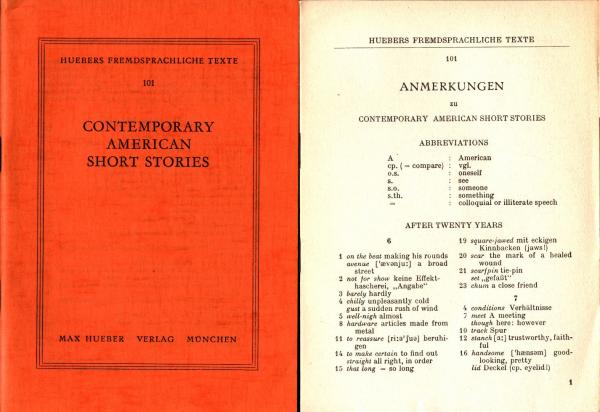 HUEBERS FREMDSPRACHLICHE TEXTE
101
CONTEMPORARY
AMERICAN
SHORT STORIES
MAX HUEBER VERLAG MÜNCHEN
HUEBERS FREMDSPRACHLICHE TEXTE
101
ANMERKUNGEN
zu
CONTEMPORARY AMERICAN SHORT STORIES
ABBREVIATIONS
A : American
cp. (= compare) : vgl.
o.s. : oneself
s. : see
s.o. : someone
s.th. : something
= : colloquial or illiterate speech
AFTER TWENTY YEARS
6
1 on the beat making his rounds
avenue ['ævənju:] a broad
street
2 not for show keine Effekt-
hascherei, „Angabe“
3 barely hardly
4 chilly unpleasantly cold
gust a sudden rush of wind
5 well-nigh almost
8 hardware articles made from
metal
11 to reassure [ri:ə'ʃuə] beruhi-
gen
14 to make certain to find out
straight all right, in order
15 that long = so long
19 square-jawed mit eckigen
Kinnbacken (jaws!)
20 scar the mark of a healed
wound
21 scarfpin tie-pin
set „gefaßt“
23 chum a close friend
7
4 conditions Verhältnisse
7 meet A meeting
though here: however
10 track Spur
12 stanch [ɑ:] trustworthy, faith-
ful
16 handsome ['hænsəm] good-
looking, pretty
lid Deckel (cp. eyelid!)
1